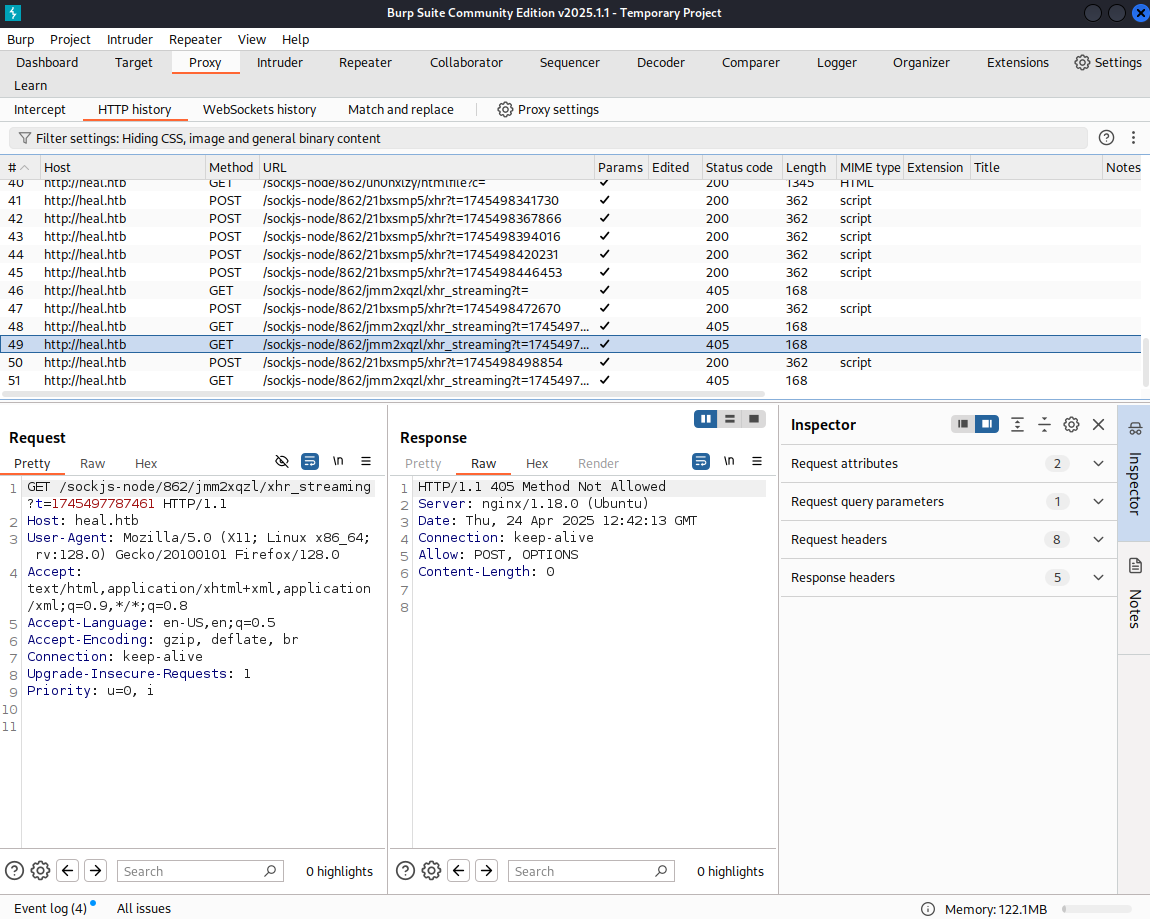 Burp Suite Community Edition v2025.1.1 - Temporary Project
Burp Project Intruder Repeater View Help
Dashboard Target Proxy Intruder Repeater Collaborator Sequencer Decoder Comparer Logger Organizer Extensions Settings
Learn
Intercept HTTP history WebSockets history Match and replace Proxy settings
Filter settings: Hiding CSS, image and general binary content
# Host Method URL Params Edited Status code Length MIME type Extension Title Notes
40 http://heal.htb GET /sockjs-node/862/un0nxlzy/htmlfile?c= ✓ 200 1345 HTML
41 http://heal.htb POST /sockjs-node/862/21bxsmp5/xhr?t=1745498341730 ✓ 200 362 script
42 http://heal.htb POST /sockjs-node/862/21bxsmp5/xhr?t=1745498367866 ✓ 200 362 script
43 http://heal.htb POST /sockjs-node/862/21bxsmp5/xhr?t=1745498394016 ✓ 200 362 script
44 http://heal.htb POST /sockjs-node/862/21bxsmp5/xhr?t=1745498420231 ✓ 200 362 script
45 http://heal.htb POST /sockjs-node/862/21bxsmp5/xhr?t=1745498446453 ✓ 200 362 script
46 http://heal.htb GET /sockjs-node/862/jmm2xqzl/xhr_streaming?t= ✓ 405 168
47 http://heal.htb POST /sockjs-node/862/21bxsmp5/xhr?t=1745498472670 ✓ 200 362 script
48 http://heal.htb GET /sockjs-node/862/jmm2xqzl/xhr_streaming?t=1745497... ✓ 405 168
49 http://heal.htb GET /sockjs-node/862/jmm2xqzl/xhr_streaming?t=1745497... ✓ 405 168
50 http://heal.htb POST /sockjs-node/862/21bxsmp5/xhr?t=1745498498854 ✓ 200 362 script
51 http://heal.htb GET /sockjs-node/862/jmm2xqzl/xhr_streaming?t=1745497... ✓ 405 168
Request
Pretty Raw Hex \n
1 GET /sockjs-node/862/jmm2xqzl/xhr_streaming
?t=1745497787461 HTTP/1.1
2 Host: heal.htb
3 User-Agent: Mozilla/5.0 (X11; Linux x86_64;
rv:128.0) Gecko/20100101 Firefox/128.0
4 Accept:
text/html,application/xhtml+xml,application
/xml;q=0.9,*/*;q=0.8
5 Accept-Language: en-US,en;q=0.5
6 Accept-Encoding: gzip, deflate, br
7 Connection: keep-alive
8 Upgrade-Insecure-Requests: 1
9 Priority: u=0, i
10
11
Search 0 highlights
Response
Pretty Raw Hex Render \n
1 HTTP/1.1 405 Method Not Allowed
2 Server: nginx/1.18.0 (Ubuntu)
3 Date: Thu, 24 Apr 2025 12:42:13 GMT
4 Connection: keep-alive
5 Allow: POST, OPTIONS
6 Content-Length: 0
7
8
Search 0 highlights
Inspector
Request attributes 2
Request query parameters 1
Request headers 8
Response headers 5
Inspector
Notes
Event log (4) All issues Memory: 122.1MB